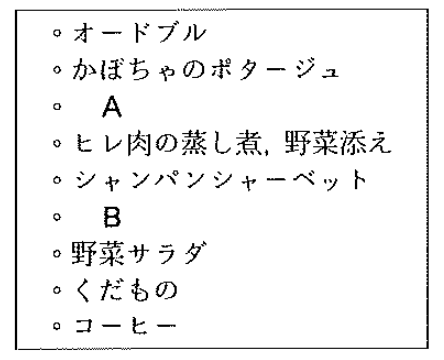 。オードブル
。かぼちゃのポタージュ
。 A
。ヒレ肉の蒸し煮, 野菜添え
。シャンパンシャーベット
。 B
。野菜サラダ
。くだもの
。コーヒー